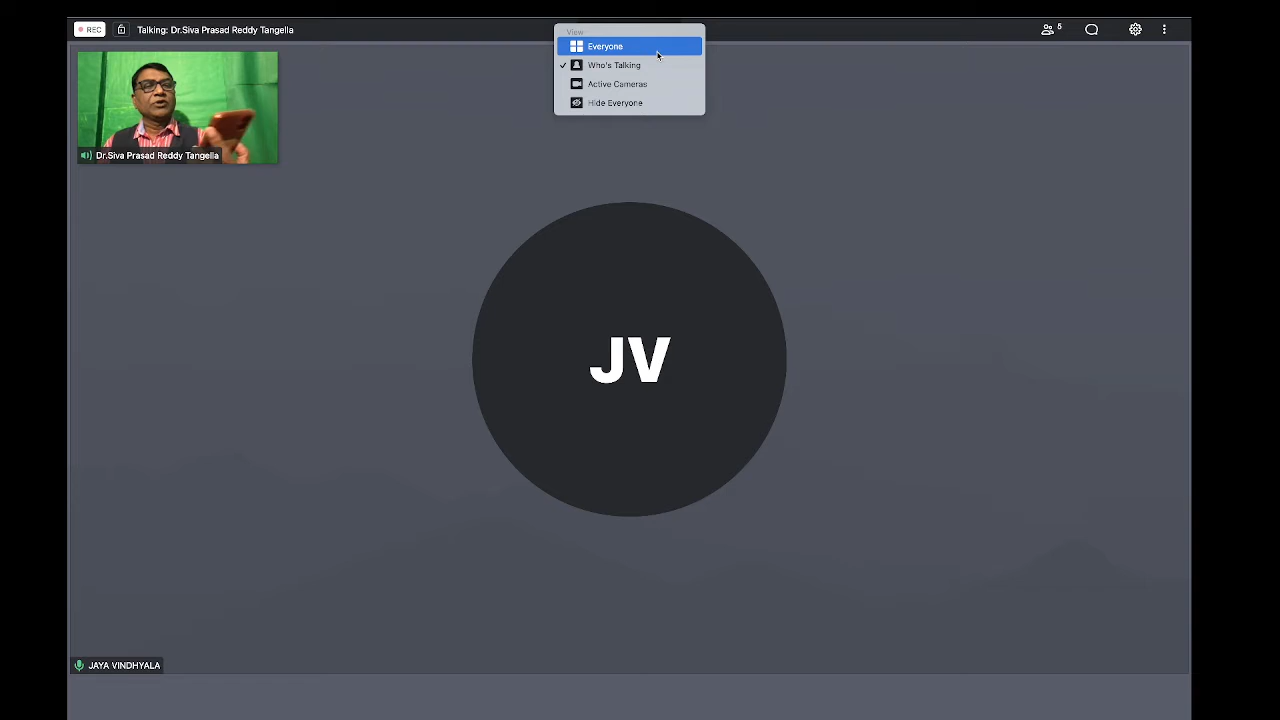 REC
Talking: Dr.Siva Prasad Reddy Tangella
5
View
Everyone
Who's Talking
Active Cameras
Hide Everyone
Dr.Siva Prasad Reddy Tangella
JV
JAYA VINDHYALA